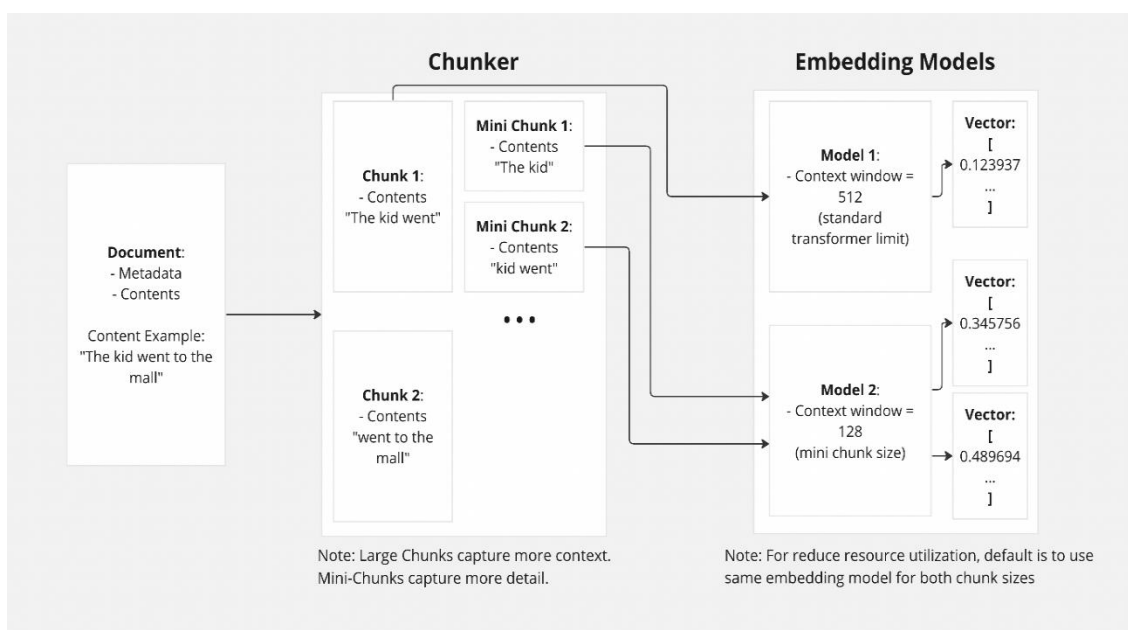 Chunker
Embedding Models
Document:
- Metadata
- Contents
Content Example:
"The kid went to the
mall"
Chunk 1:
- Contents
"The kid went"
Mini Chunk 1:
- Contents
"The kid"
Mini Chunk 2:
- Contents
"kid went"
...
Chunk 2:
- Contents
"went to the
mall"
Note: Large Chunks capture more context.
Mini-Chunks capture more detail.
Model 1:
- Context window =
512
(standard
transformer limit)
Vector:
[
0.123937
...
]
Model 2:
- Context window =
128
(mini chunk size)
Vector:
[
0.345756
...
]
Vector:
[
0.489694
...
]
Note: For reduce resource utilization, default is to use
same embedding model for both chunk sizes